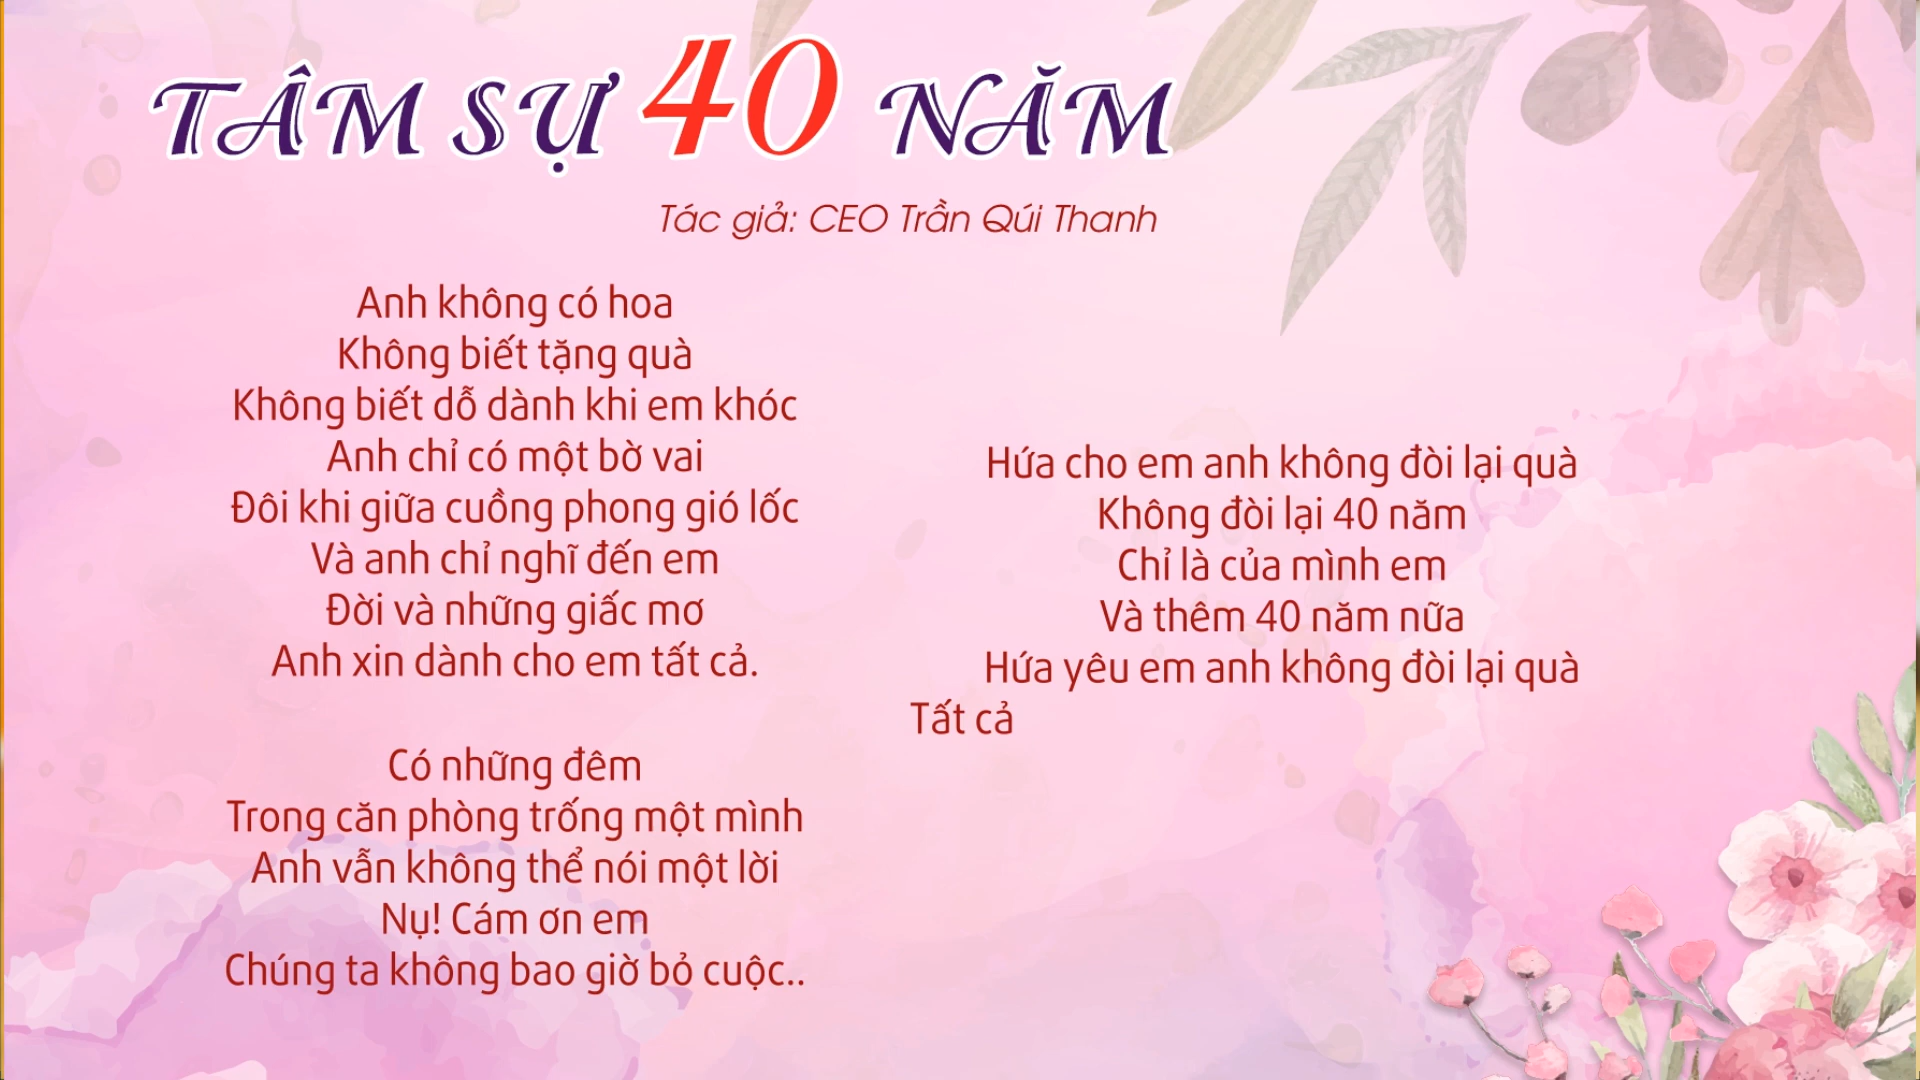 TÂM SỰ 40 NĂM
Tác giả: CEO Trần Qúi Thanh
Anh không có hoa
Không biết tặng quà
Không biết dỗ dành khi em khóc
Anh chỉ có một bờ vai
Đôi khi giữa cuồng phong gió lốc
Và anh chỉ nghĩ đến em
Đời và những giấc mơ
Anh xin dành cho em tất cả.
Có những đêm
Trong căn phòng trống một mình
Anh vẫn không thể nói một lời
Nụ! Cám ơn em
Chúng ta không bao giờ bỏ cuộc..
Hứa cho em anh không đòi lại quà
Không đòi lại 40 năm
Chỉ là của mình em
Và thêm 40 năm nữa
Hứa yêu em anh không đòi lại quà
Tất cả